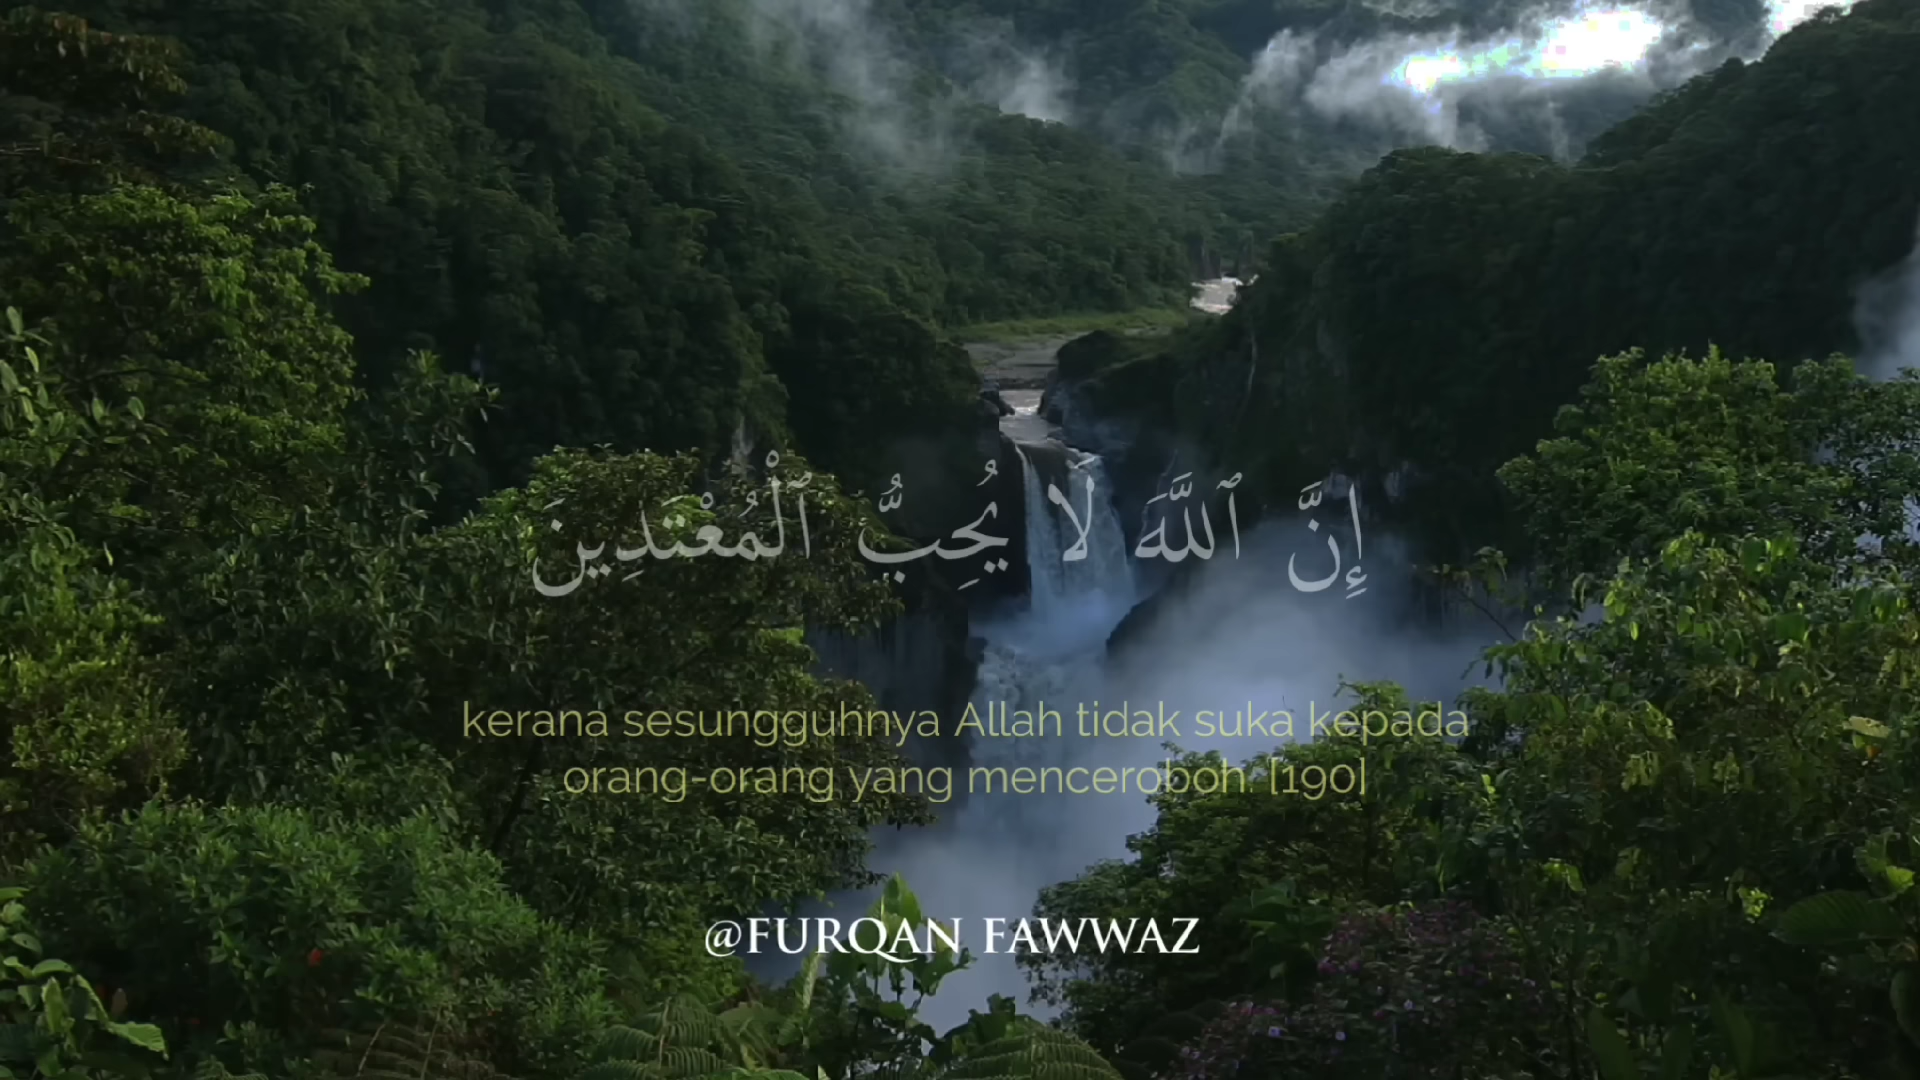 إِنَّ ٱللَّهَ لَا يُحِبُّ ٱلْمُعْتَدِينَ
kerana sesungguhnya Allah tidak suka kepada
orang-orang yang menceroboh. [190]
@FURQAN FAWWAZ